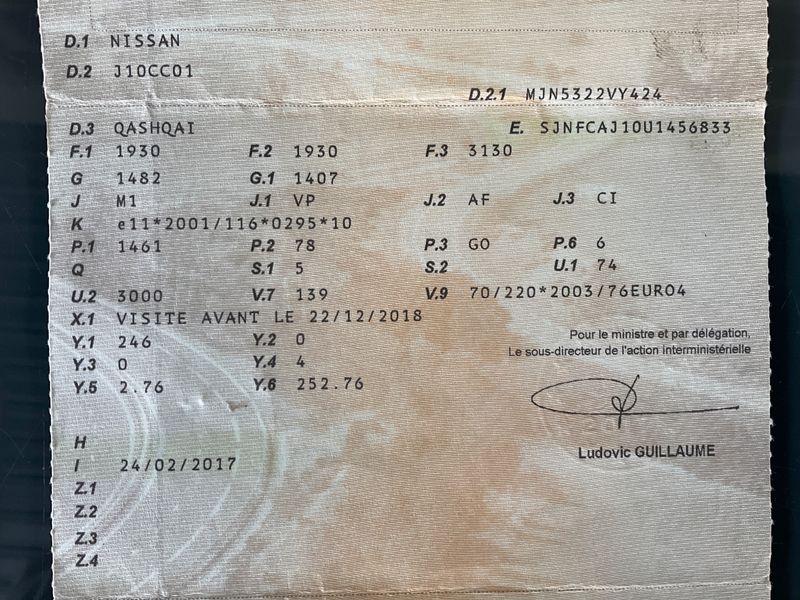 D.1 NISSAN
D.2 J10CC01
D.2.1 MJN5322VY424
D.3 QASHQAI E. SJNFCAJ10U1456833
F.1 1930 F.2 1930 F.3 3130
G 1482 G.1 1407
J M1 J.1 VP J.2 AF J.3 CI
K e11*2001/116*0295*10
P.1 1461 P.2 78 P.3 GO P.6 6
Q S.1 5 S.2 U.1 74
U.2 3000 V.7 139 V.9 70/220*2003/76EURO4
X.1 VISITE AVANT LE 22/12/2018
Y.1 246 Y.2 0
Y.3 0 Y.4 4
Y.5 2.76 Y.6 252.76
Pour le ministre et par délégation,
Le sous-directeur de l'action interministérielle
Ludovic GUILLAUME
H
I 24/02/2017
Z.1
Z.2
Z.3
Z.4